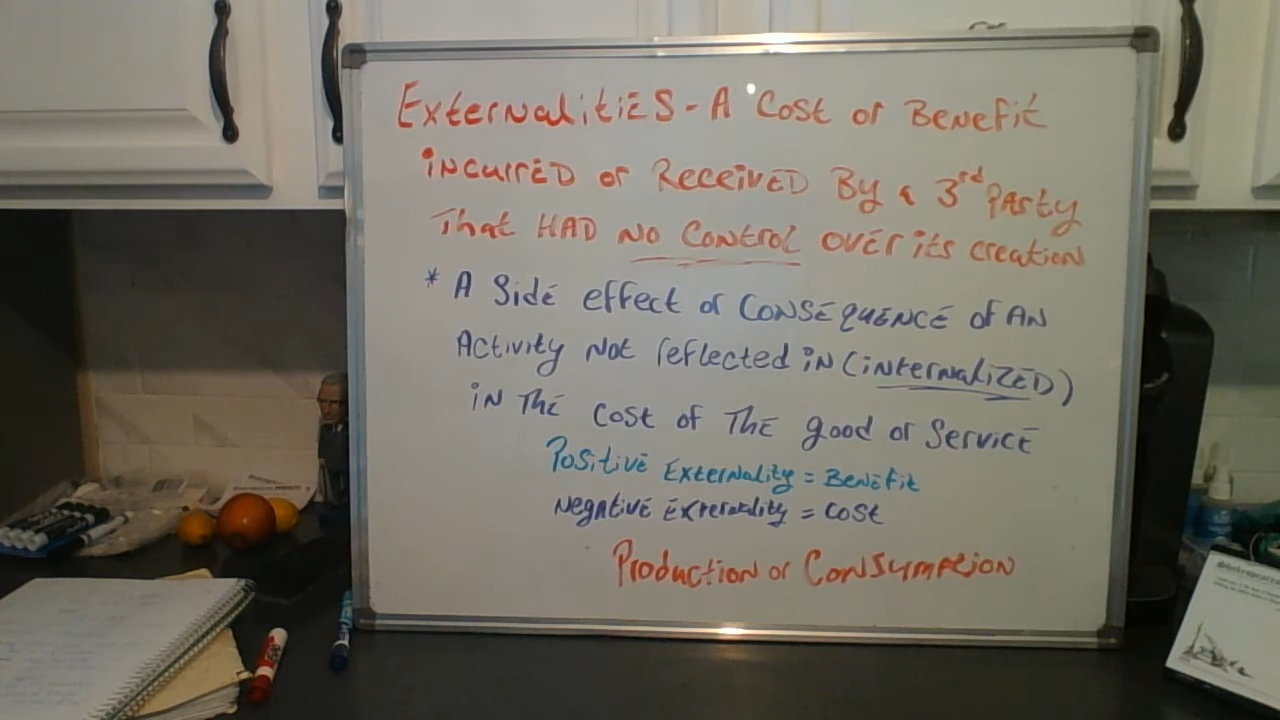 Externalities - A Cost or Benefit
incurred or Received By a 3rd Party
That HAD no Control over its creation
* A Side effect or Consequence of AN
Activity Not reflected in (internalized)
in The cost of The good or Service
Positive Externality = Benefit
Negative Externality = cost
Production or Consumption
Shakespeare